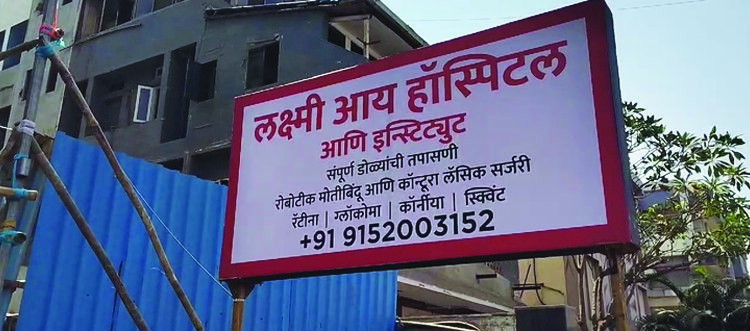 लक्ष्मी आय हॉस्पिटल
आणि इन्स्टिट्युट
संपूर्ण डोळ्यांची तपासणी
रोबोटीक मोतीबिंदू आणि कॉन्टूरा लॅसिक सर्जरी
रॅटीना | ग्लॉकोमा | कॉर्नीया | स्क्विंट
+91 9152003152